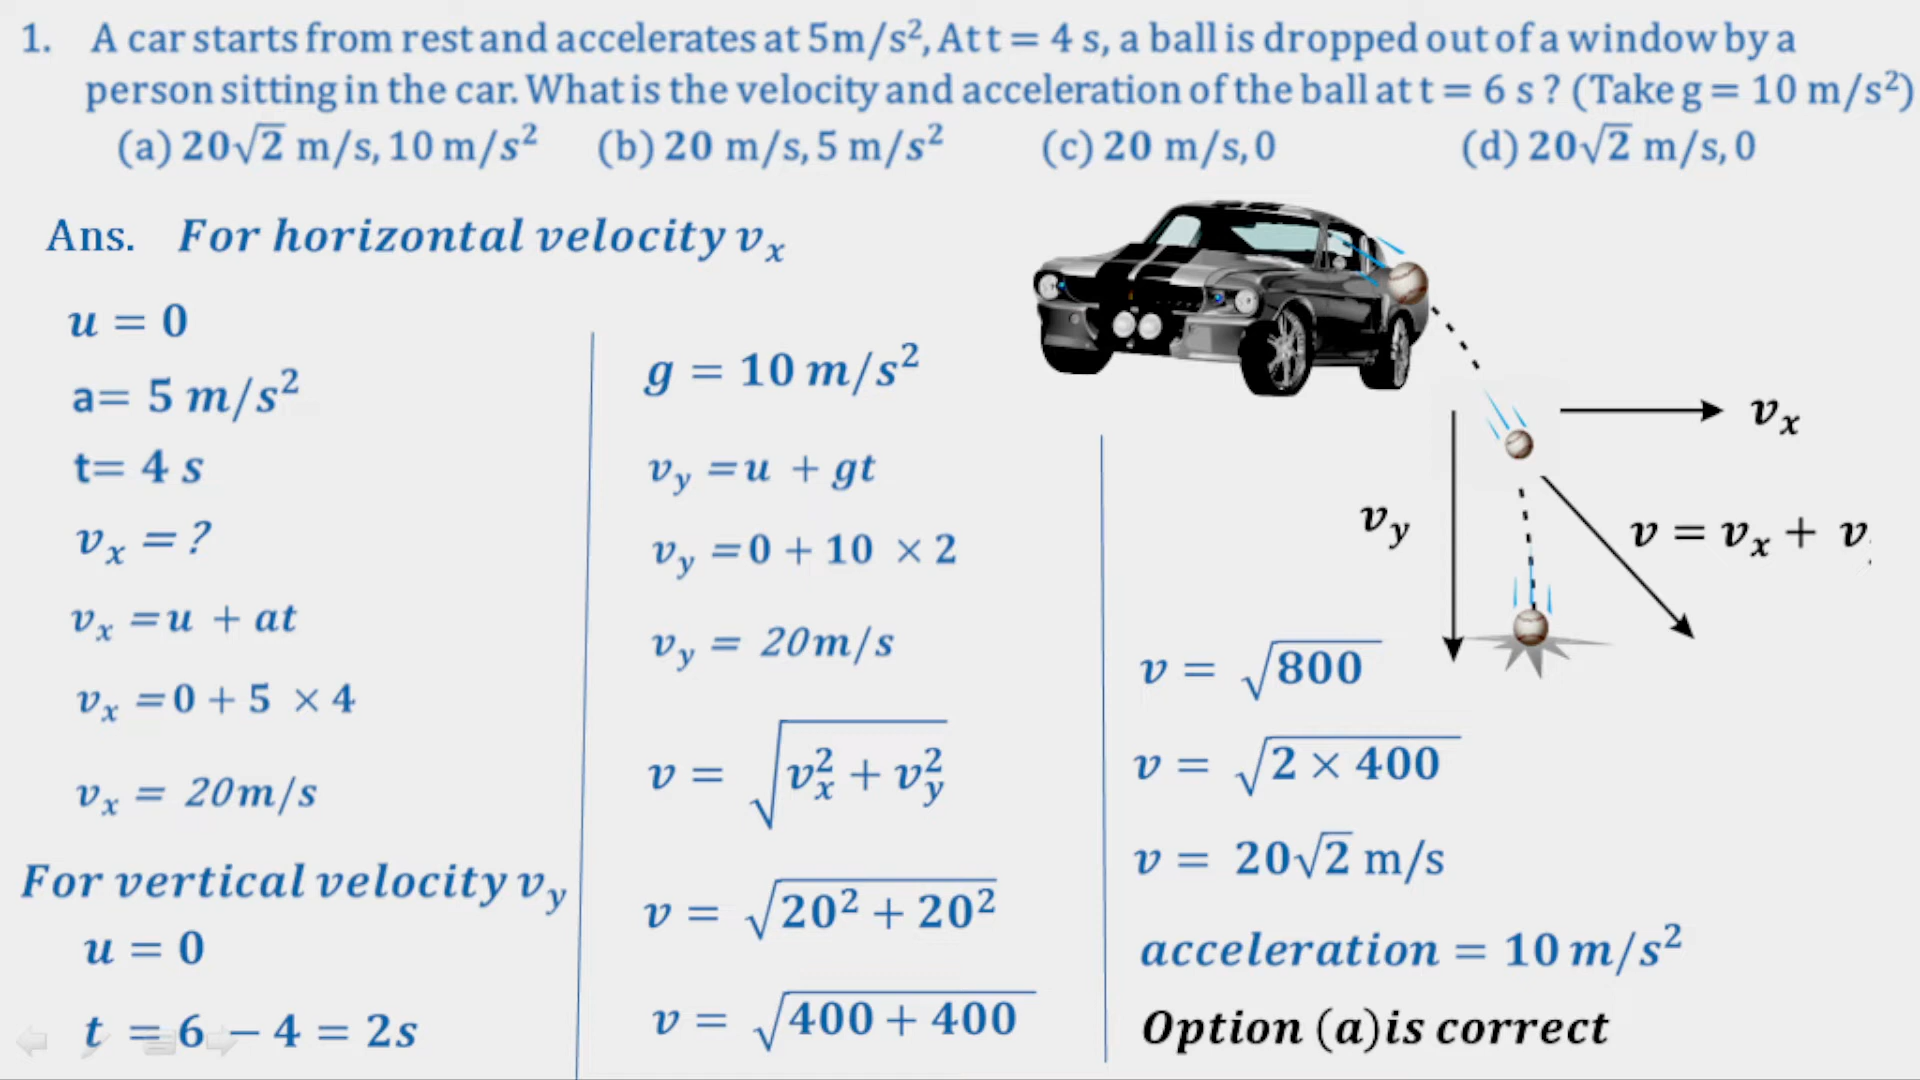 1. A car starts from rest and accelerates at 5m/s², At t = 4 s, a ball is dropped out of a window by a
person sitting in the car. What is the velocity and acceleration of the ball at t = 6 s ? (Take g = 10 m/s²)
(a) 20√2 m/s, 10 m/s² (b) 20 m/s, 5 m/s² (c) 20 m/s, 0 (d) 20√2 m/s, 0
Ans. For horizontal velocity vₓ
u = 0
a= 5 m/s²
t= 4 s
vₓ = ?
vₓ = u + at
vₓ = 0 + 5 × 4
vₓ = 20m/s
For vertical velocity v_y
u = 0
t = 6 − 4 = 2s
g = 10 m/s²
v_y = u + gt
v_y = 0 + 10 × 2
v_y = 20m/s
v = √(vₓ² + v_y²)
v = √(20² + 20²)
v = √(400 + 400)
vₓ
v_y
v = vₓ + v
v = √800
v = √(2 × 400)
v = 20√2 m/s
acceleration = 10 m/s²
Option (a)is correct